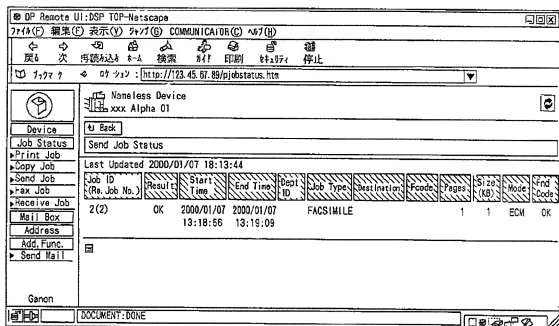 DP Remote UI:DSP TOP-Netscape
ファイル(F) 編集(E) 表示(V) ジャンプ(G) COMMUNICATOR(C) ヘルプ(H)
戻る 次 再読み込み ホーム 検索 ガイド 印刷 セキュリティ 停止
ブックマーク ロケーション: http://123.45.67.89/pjobstatus.htm
Nameless Device
xxx Alpha 01
Device
Job Status
Print Job
Copy Job
Send Job
Fax Job
Receive Job
Mail Box
Address
Add.Func.
Send Mail
Ganon
Back
Send Job Status
Last Updated 2000/01/07 18:13:44
Job ID (Re.Job No.) Result Start Time End Time Dept ID Job Type Destination Fcode Pages Size (KB) Mode End Code
2(2) OK 2000/01/07 13:18:56 2000/01/07 13:19:09 FACSIMILE 1 1 ECM OK
DOCUMENT:DONE